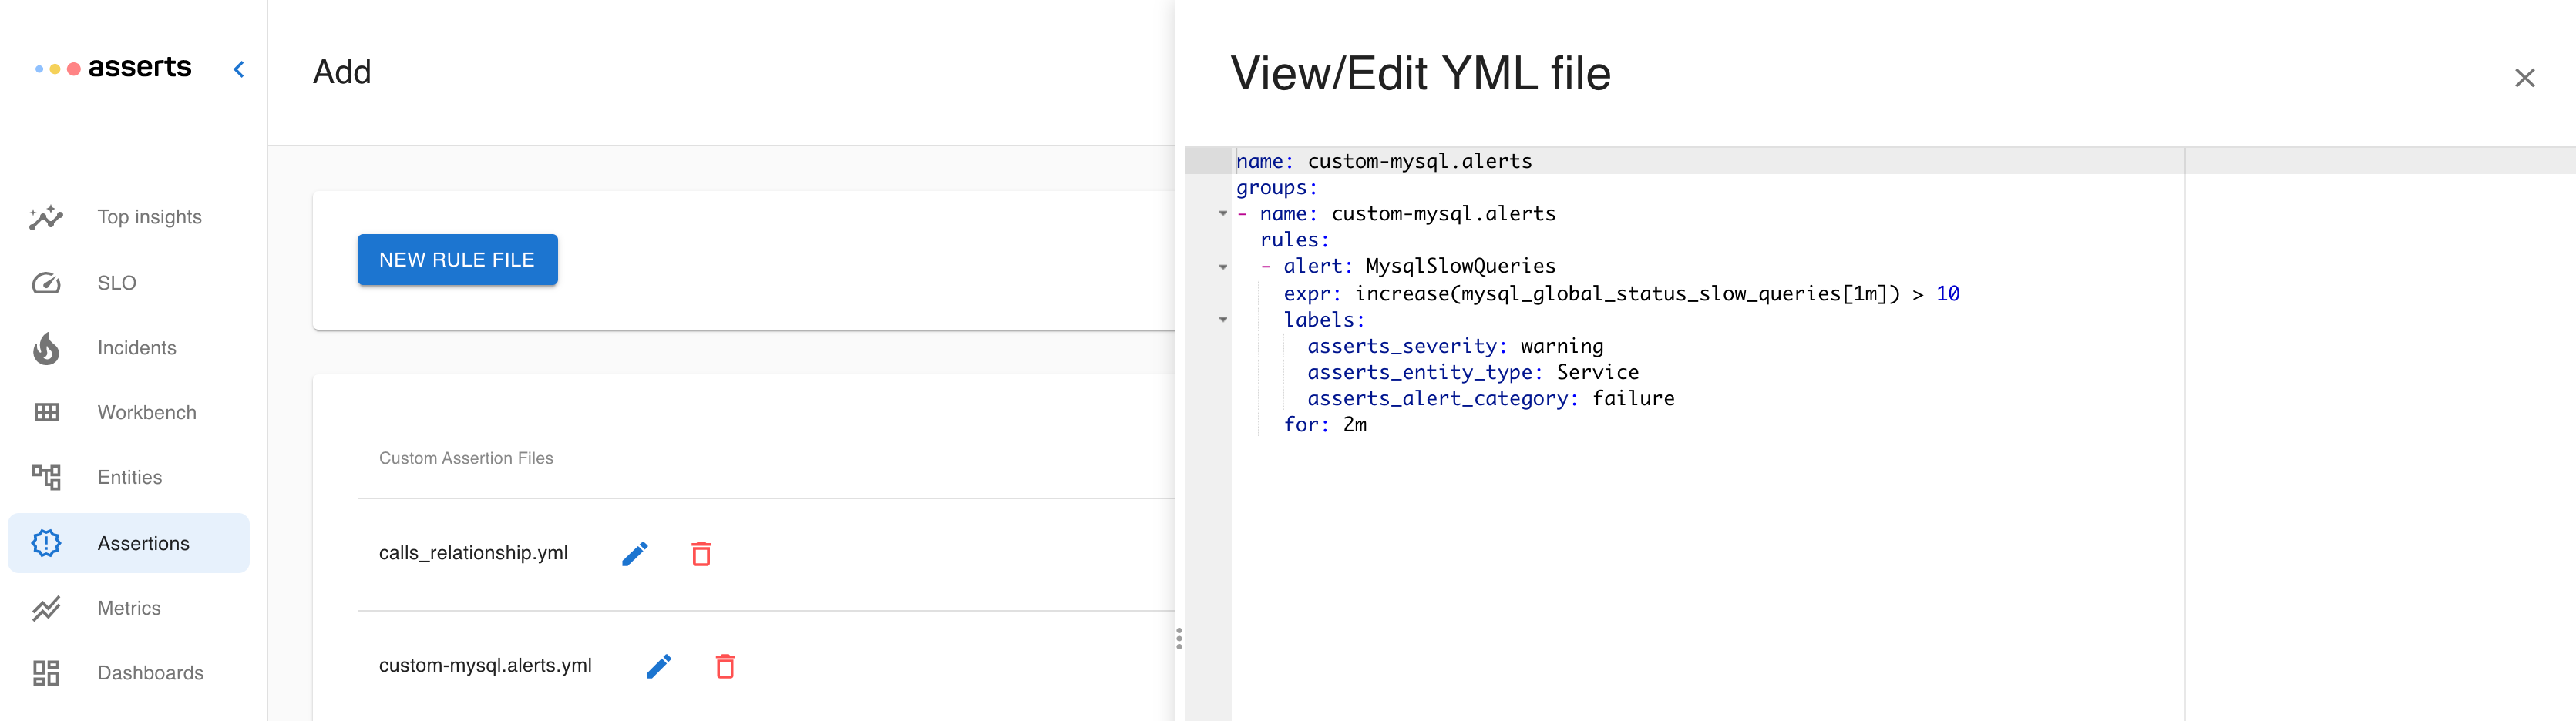 asserts
Top insights
SLO
Incidents
Workbench
Entities
Assertions
Metrics
Dashboards
Add
NEW RULE FILE
Custom Assertion Files
calls_relationship.yml
custom-mysql.alerts.yml
View/Edit YML file
name: custom-mysql.alerts
groups:
- name: custom-mysql.alerts
  rules:
  - alert: MysqlSlowQueries
    expr: increase(mysql_global_status_slow_queries[1m]) > 10
    labels:
      asserts_severity: warning
      asserts_entity_type: Service
      asserts_alert_category: failure
    for: 2m